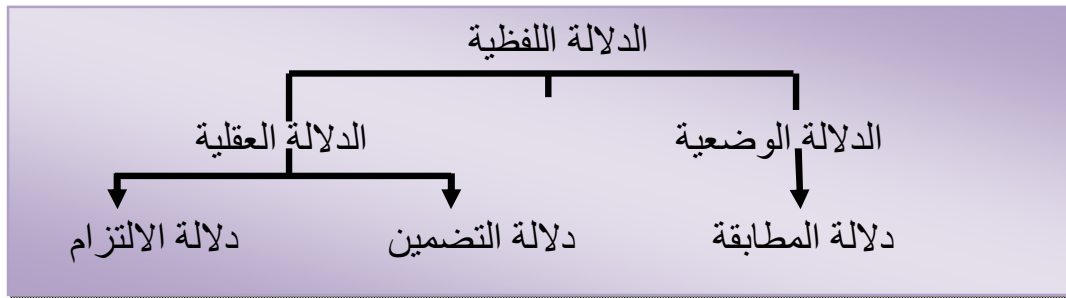 الدلالة اللفظية
الدلالة الوضعية الدلالة العقلية
دلالة المطابقة دلالة التضمين دلالة الالتزام